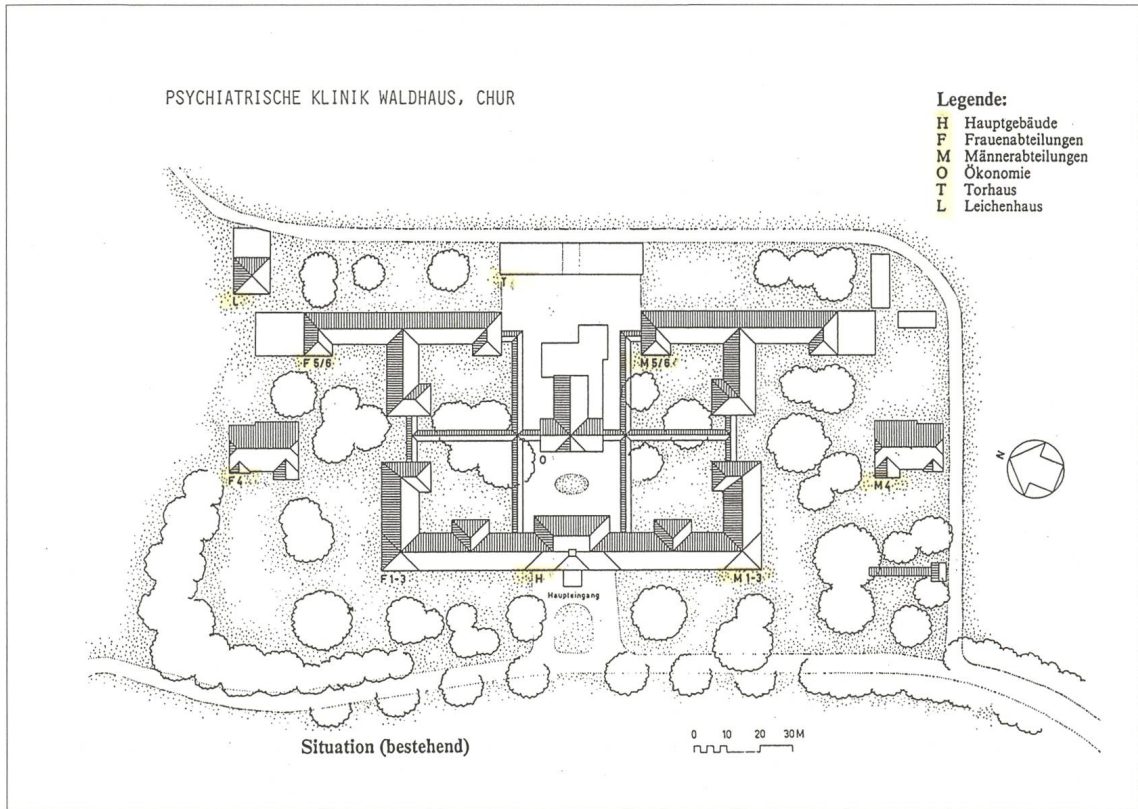 PSYCHIATRISCHE KLINIK WALDHAUS, CHUR
Legende:
H Hauptgebäude
F Frauenabteilungen
M Männerabteilungen
O Ökonomie
T Torhaus
L Leichenhaus
T
L
F 5/6
M 5/6
O
F 4
M 4
N
F 1-3
H
M 1-3
Haupteingang
0 10 20 30M
Situation (bestehend)